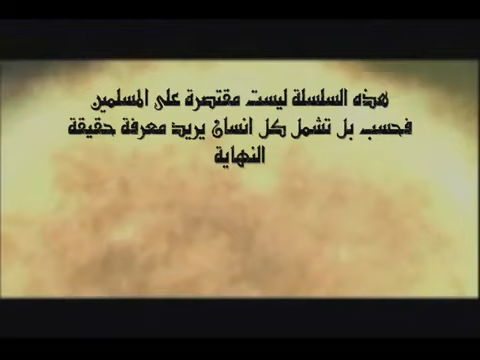 هذه السلسلة ليست مقتصرة على المسلمين
فحسب بل تشمل كل انسان يريد معرفة حقيقة
النهاية